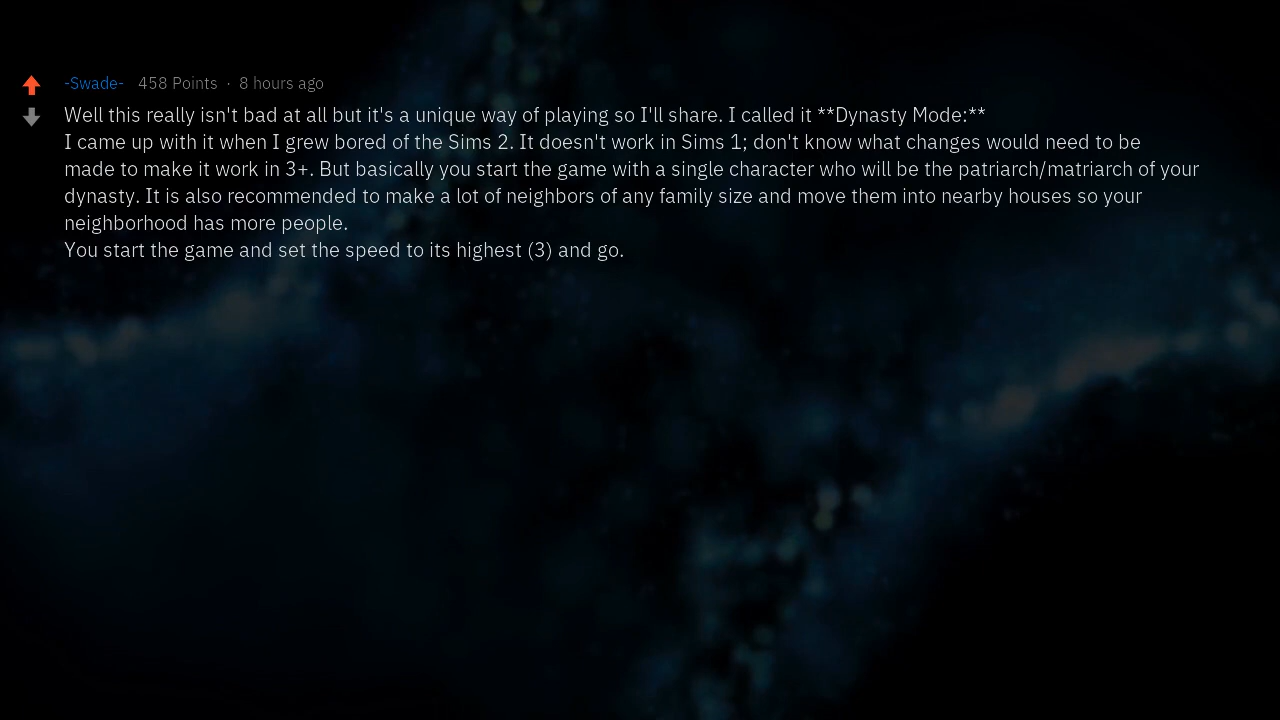 -Swade- 458 Points · 8 hours ago
Well this really isn't bad at all but it's a unique way of playing so I'll share. I called it **Dynasty Mode:**
I came up with it when I grew bored of the Sims 2. It doesn't work in Sims 1; don't know what changes would need to be
made to make it work in 3+. But basically you start the game with a single character who will be the patriarch/matriarch of your
dynasty. It is also recommended to make a lot of neighbors of any family size and move them into nearby houses so your
neighborhood has more people.
You start the game and set the speed to its highest (3) and go.